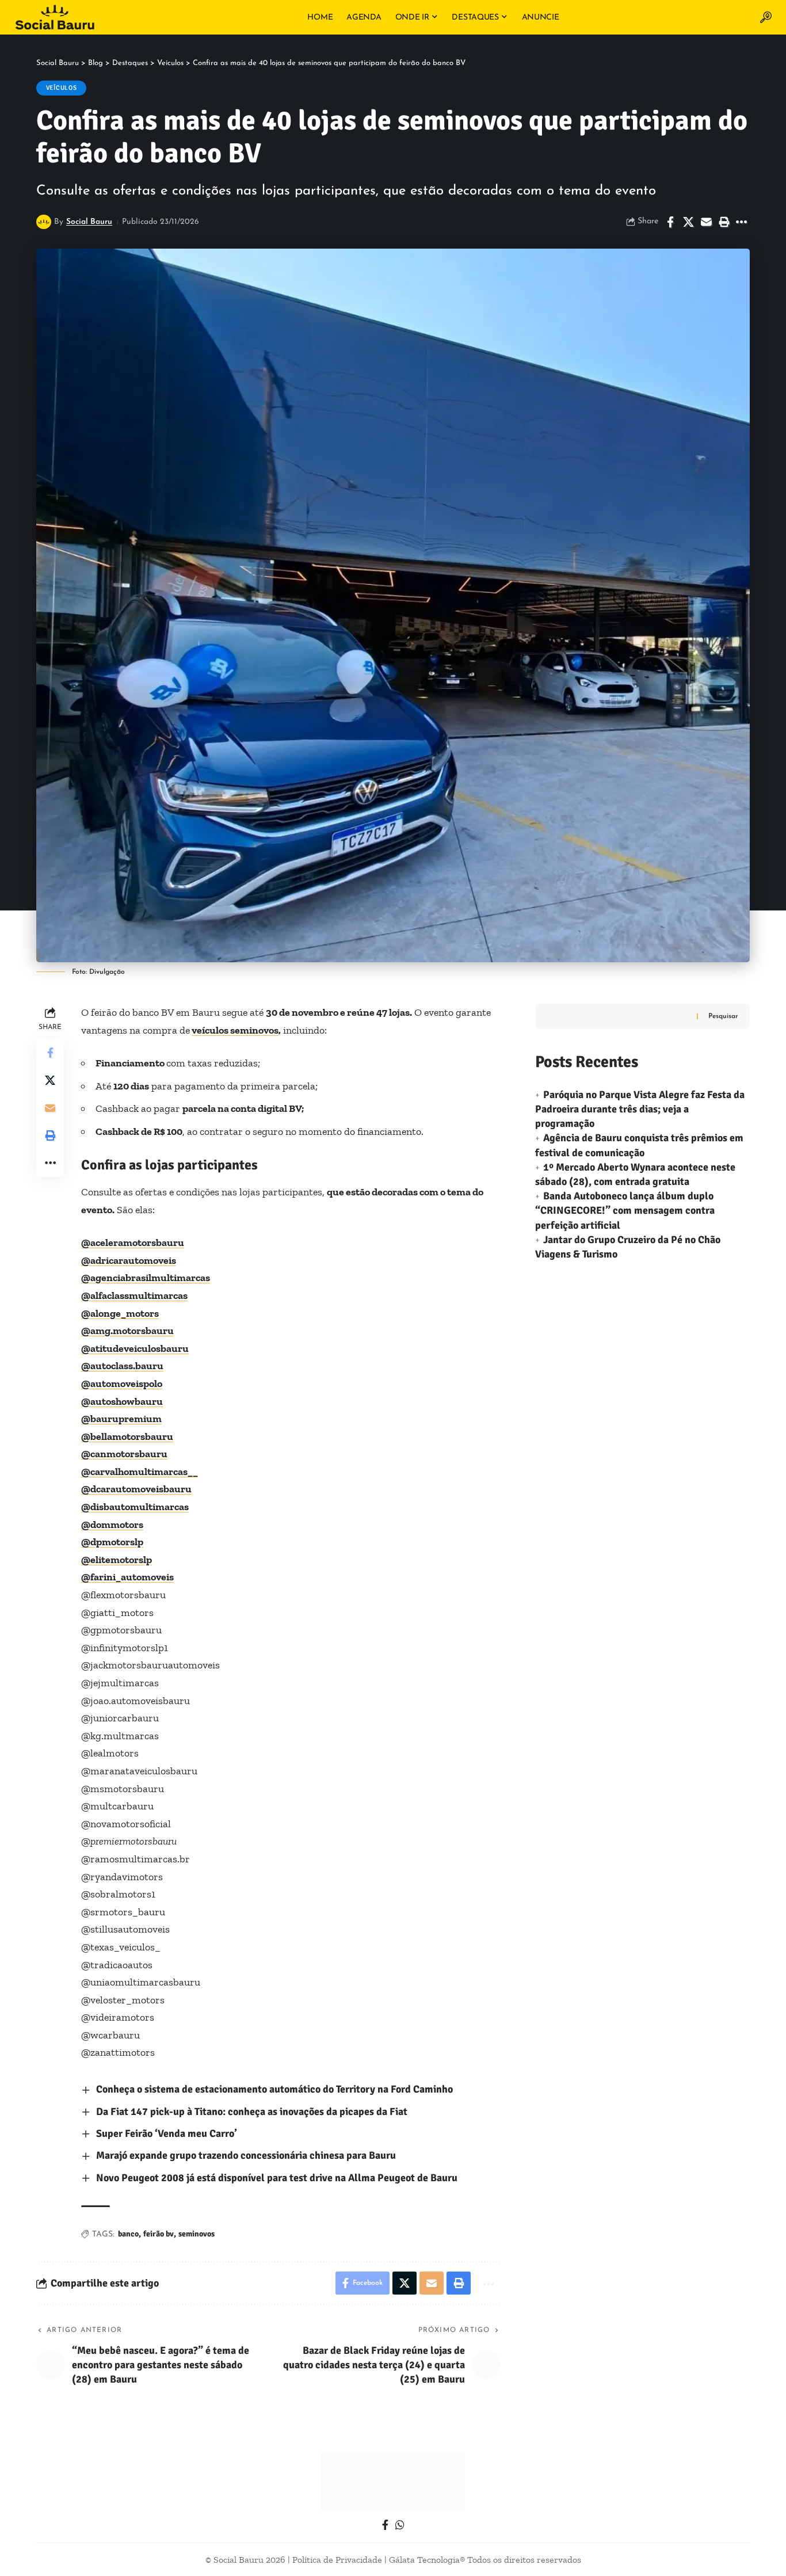 Social Bauru
HOME
AGENDA
ONDE IR
DESTAQUES
ANUNCIE
Social Bauru > Blog > Destaques > Veículos > Confira as mais de 40 lojas de seminovos que participam do feirão do banco BV
VEÍCULOS
Confira as mais de 40 lojas de seminovos que participam do
feirão do banco BV
Consulte as ofertas e condições nas lojas participantes, que estão decoradas com o tema do evento
By Social Bauru
Publicado 23/11/2026
Share
BV
BV
BV
TCZ7C17
Foto: Divulgação
SHARE
O feirão do banco BV em Bauru segue até 30 de novembro e reúne 47 lojas. O evento garante
vantagens na compra de veículos seminovos, incluindo:
Financiamento com taxas reduzidas;
Até 120 dias para pagamento da primeira parcela;
Cashback ao pagar parcela na conta digital BV;
Cashback de R$ 100, ao contratar o seguro no momento do financiamento.
Confira as lojas participantes
Consulte as ofertas e condições nas lojas participantes, que estão decoradas com o tema do
evento. São elas:
@aceleramotorsbauru
@adricarautomoveis
@agenciabrasilmultimarcas
@alfaclassmultimarcas
@alonge_motors
@amg.motorsbauru
@atitudeveiculosbauru
@autoclass.bauru
@automoveispolo
@autoshowbauru
@baurupremium
@bellamotorsbauru
@canmotorsbauru
@carvalhomultimarcas__
@dcarautomoveisbauru
@disbautomultimarcas
@dommotors
@dpmotorslp
@elitemotorslp
@farini_automoveis
@flexmotorsbauru
@giatti_motors
@gpmotorsbauru
@infinitymotorslp1
@jackmotorsbauruautomoveis
@jejmultimarcas
@joao.automoveisbauru
@juniorcarbauru
@kg.multmarcas
@lealmotors
@maranataveiculosbauru
@msmotorsbauru
@multcarbauru
@novamotorsoficial
@premiermotorsbauru
@ramosmultimarcas.br
@ryandavimotors
@sobralmotors1
@srmotors_bauru
@stillusautomoveis
@texas_veiculos_
@tradicaoautos
@uniaomultimarcasbauru
@veloster_motors
@videiramotors
@wcarbauru
@zanattimotors
Conheça o sistema de estacionamento automático do Territory na Ford Caminho
Da Fiat 147 pick-up à Titano: conheça as inovações da picapes da Fiat
Super Feirão ‘Venda meu Carro’
Marajó expande grupo trazendo concessionária chinesa para Bauru
Novo Peugeot 2008 já está disponível para test drive na Allma Peugeot de Bauru
TAGS: banco, feirão bv, seminovos
Compartilhe este artigo
Facebook
ARTIGO ANTERIOR
“Meu bebê nasceu. E agora?” é tema de
encontro para gestantes neste sábado
(28) em Bauru
PRÓXIMO ARTIGO
Bazar de Black Friday reúne lojas de
quatro cidades nesta terça (24) e quarta
(25) em Bauru
Pesquisar
Posts Recentes
Paróquia no Parque Vista Alegre faz Festa da
Padroeira durante três dias; veja a
programação
Agência de Bauru conquista três prêmios em
festival de comunicação
1º Mercado Aberto Wynara acontece neste
sábado (28), com entrada gratuita
Banda Autoboneco lança álbum duplo
“CRINGECORE!” com mensagem contra
perfeição artificial
Jantar do Grupo Cruzeiro da Pé no Chão
Viagens & Turismo
© Social Bauru 2026 | Política de Privacidade | Gálata Tecnologia® Todos os direitos reservados